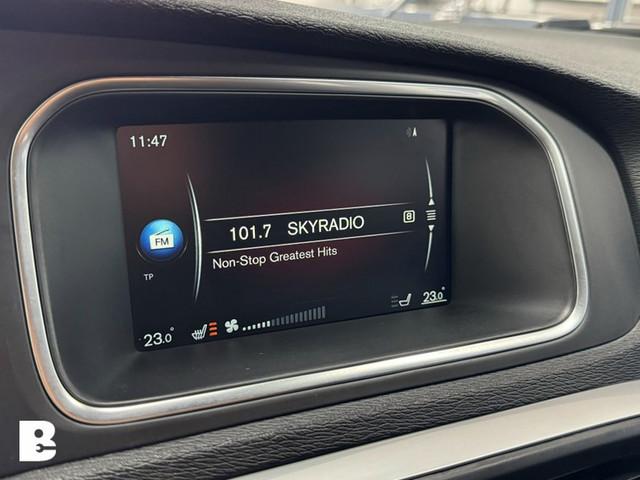 11:47
101.7 SKYRADIO 8
FM
Non-Stop Greatest Hits
TP
23.0°
23.0°
B